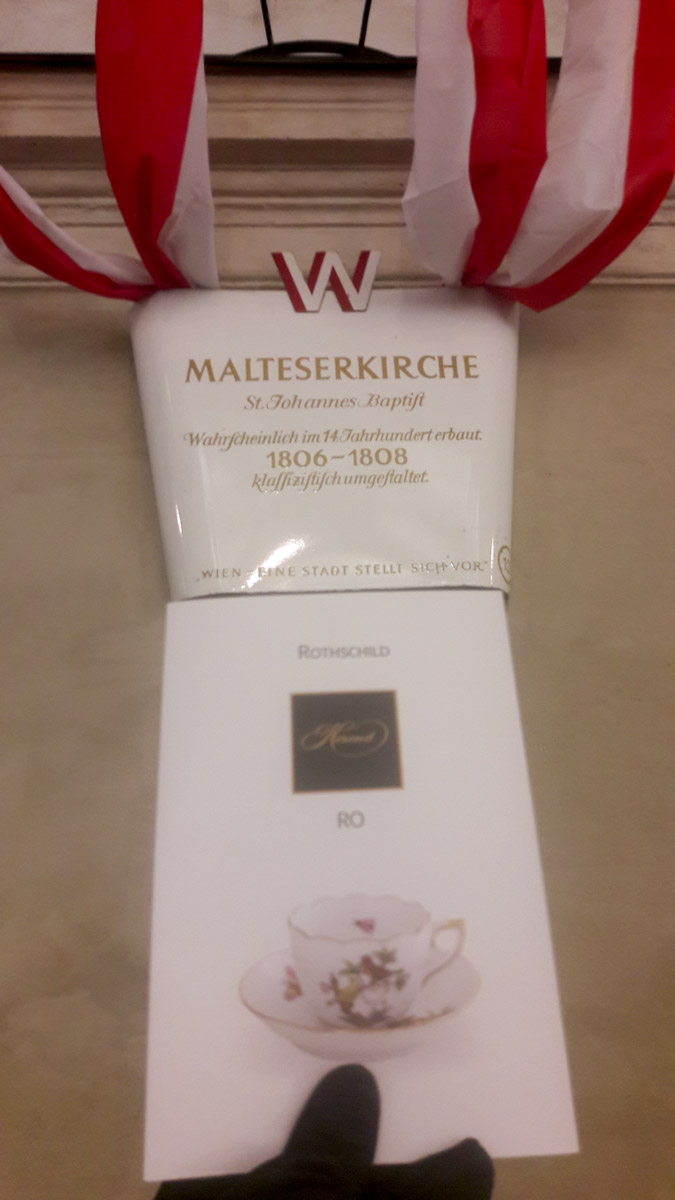 W
MALTESERKIRCHE
St. Johannes Baptiſt
Wahrſcheinlich im 14. Jahrhundert erbaut.
1806–1808
klaſſiziſtiſch umgeſtaltet.
„WIEN – EINE STADT STELLT SICH VOR“
ROTHSCHILD
Herend
RO